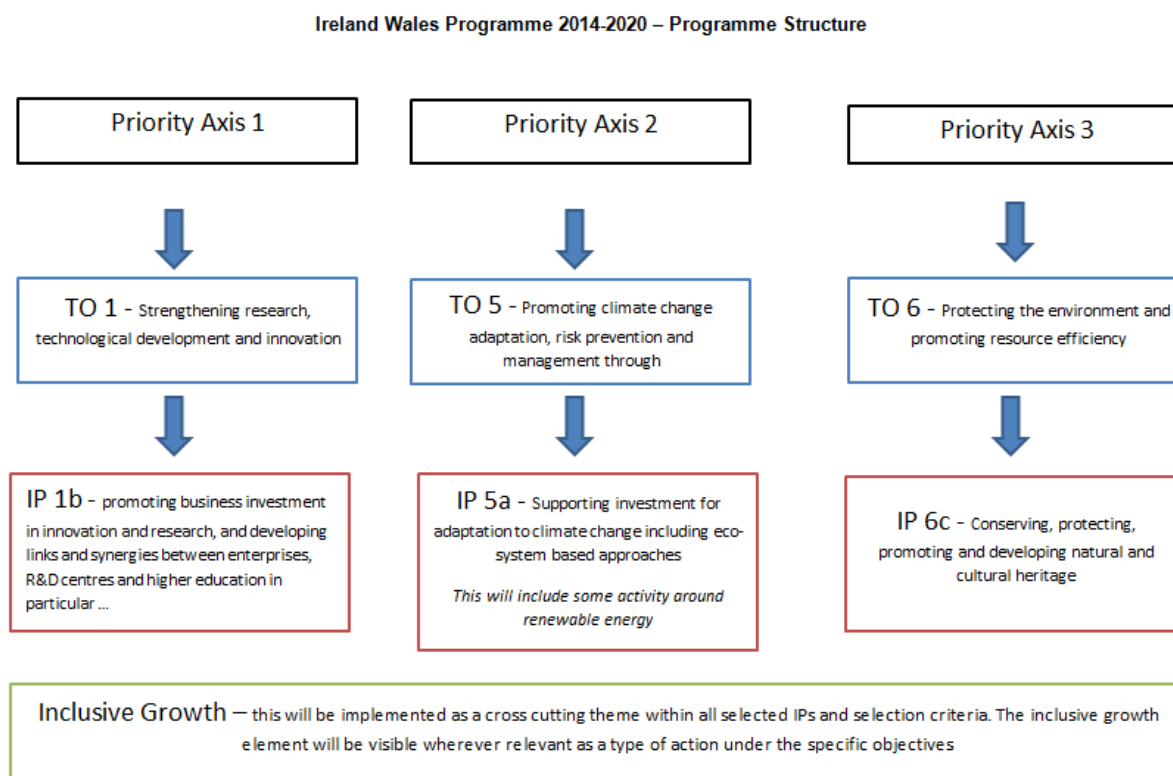 Ireland Wales Programme 2014-2020 – Programme Structure
Priority Axis 1
Priority Axis 2
Priority Axis 3
TO 1 - Strengthening research,
technological development and innovation
TO 5 - Promoting climate change
adaptation, risk prevention and
management through
TO 6 - Protecting the environment and
promoting resource efficiency
IP 1b - promoting business investment
in innovation and research, and developing
links and synergies between enterprises,
R&D centres and higher education in
particular ...
IP 5a - Supporting investment for
adaptation to climate change including eco-
system based approaches
This will include some activity around
renewable energy
IP 6c - Conserving, protecting,
promoting and developing natural and
cultural heritage
Inclusive Growth – this will be implemented as a cross cutting theme within all selected IPs and selection criteria. The inclusive growth
element will be visible wherever relevant as a type of action under the specific objectives